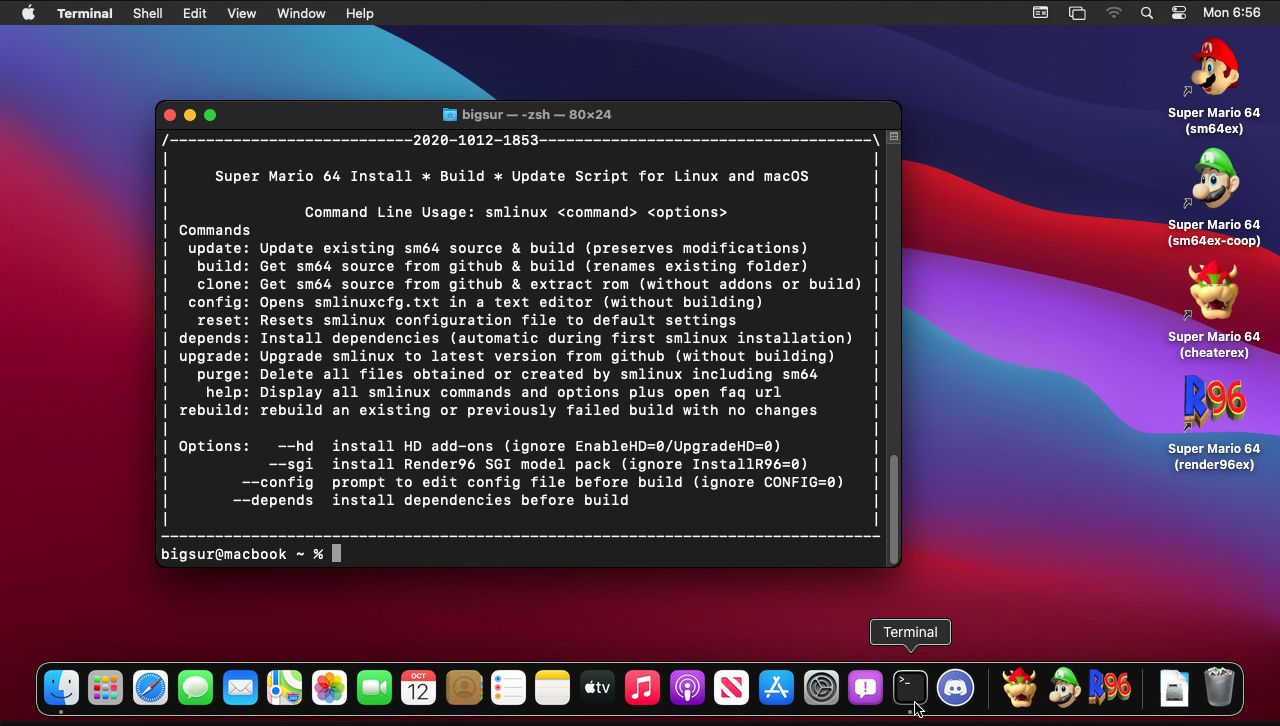 Terminal Shell Edit View Window Help Mon 6:56
bigsur — -zsh — 80×24
/---------------------------2020-1012-1853-------------------------------------\
Super Mario 64 Install * Build * Update Script for Linux and macOS
Command Line Usage: smlinux <command> <options>
Commands
update: Update existing sm64 source & build (preserves modifications)
build: Get sm64 source from github & build (renames existing folder)
clone: Get sm64 source from github & extract rom (without addons or build)
config: Opens smlinuxcfg.txt in a text editor (without building)
reset: Resets smlinux configuration file to default settings
depends: Install dependencies (automatic during first smlinux installation)
upgrade: Upgrade smlinux to latest version from github (without building)
purge: Delete all files obtained or created by smlinux including sm64
help: Display all smlinux commands and options plus open faq url
rebuild: rebuild an existing or previously failed build with no changes
Options: --hd install HD add-ons (ignore EnableHD=0/UpgradeHD=0)
--sgi install Render96 SGI model pack (ignore InstallR96=0)
--config prompt to edit config file before build (ignore CONFIG=0)
--depends install dependencies before build
bigsur@macbook ~ %
Super Mario 64
(sm64ex)
Super Mario 64
(sm64ex-coop)
Super Mario 64
(cheaterex)
R96
Super Mario 64
(render96ex)
Terminal
OCT
12
tv
>_
R96